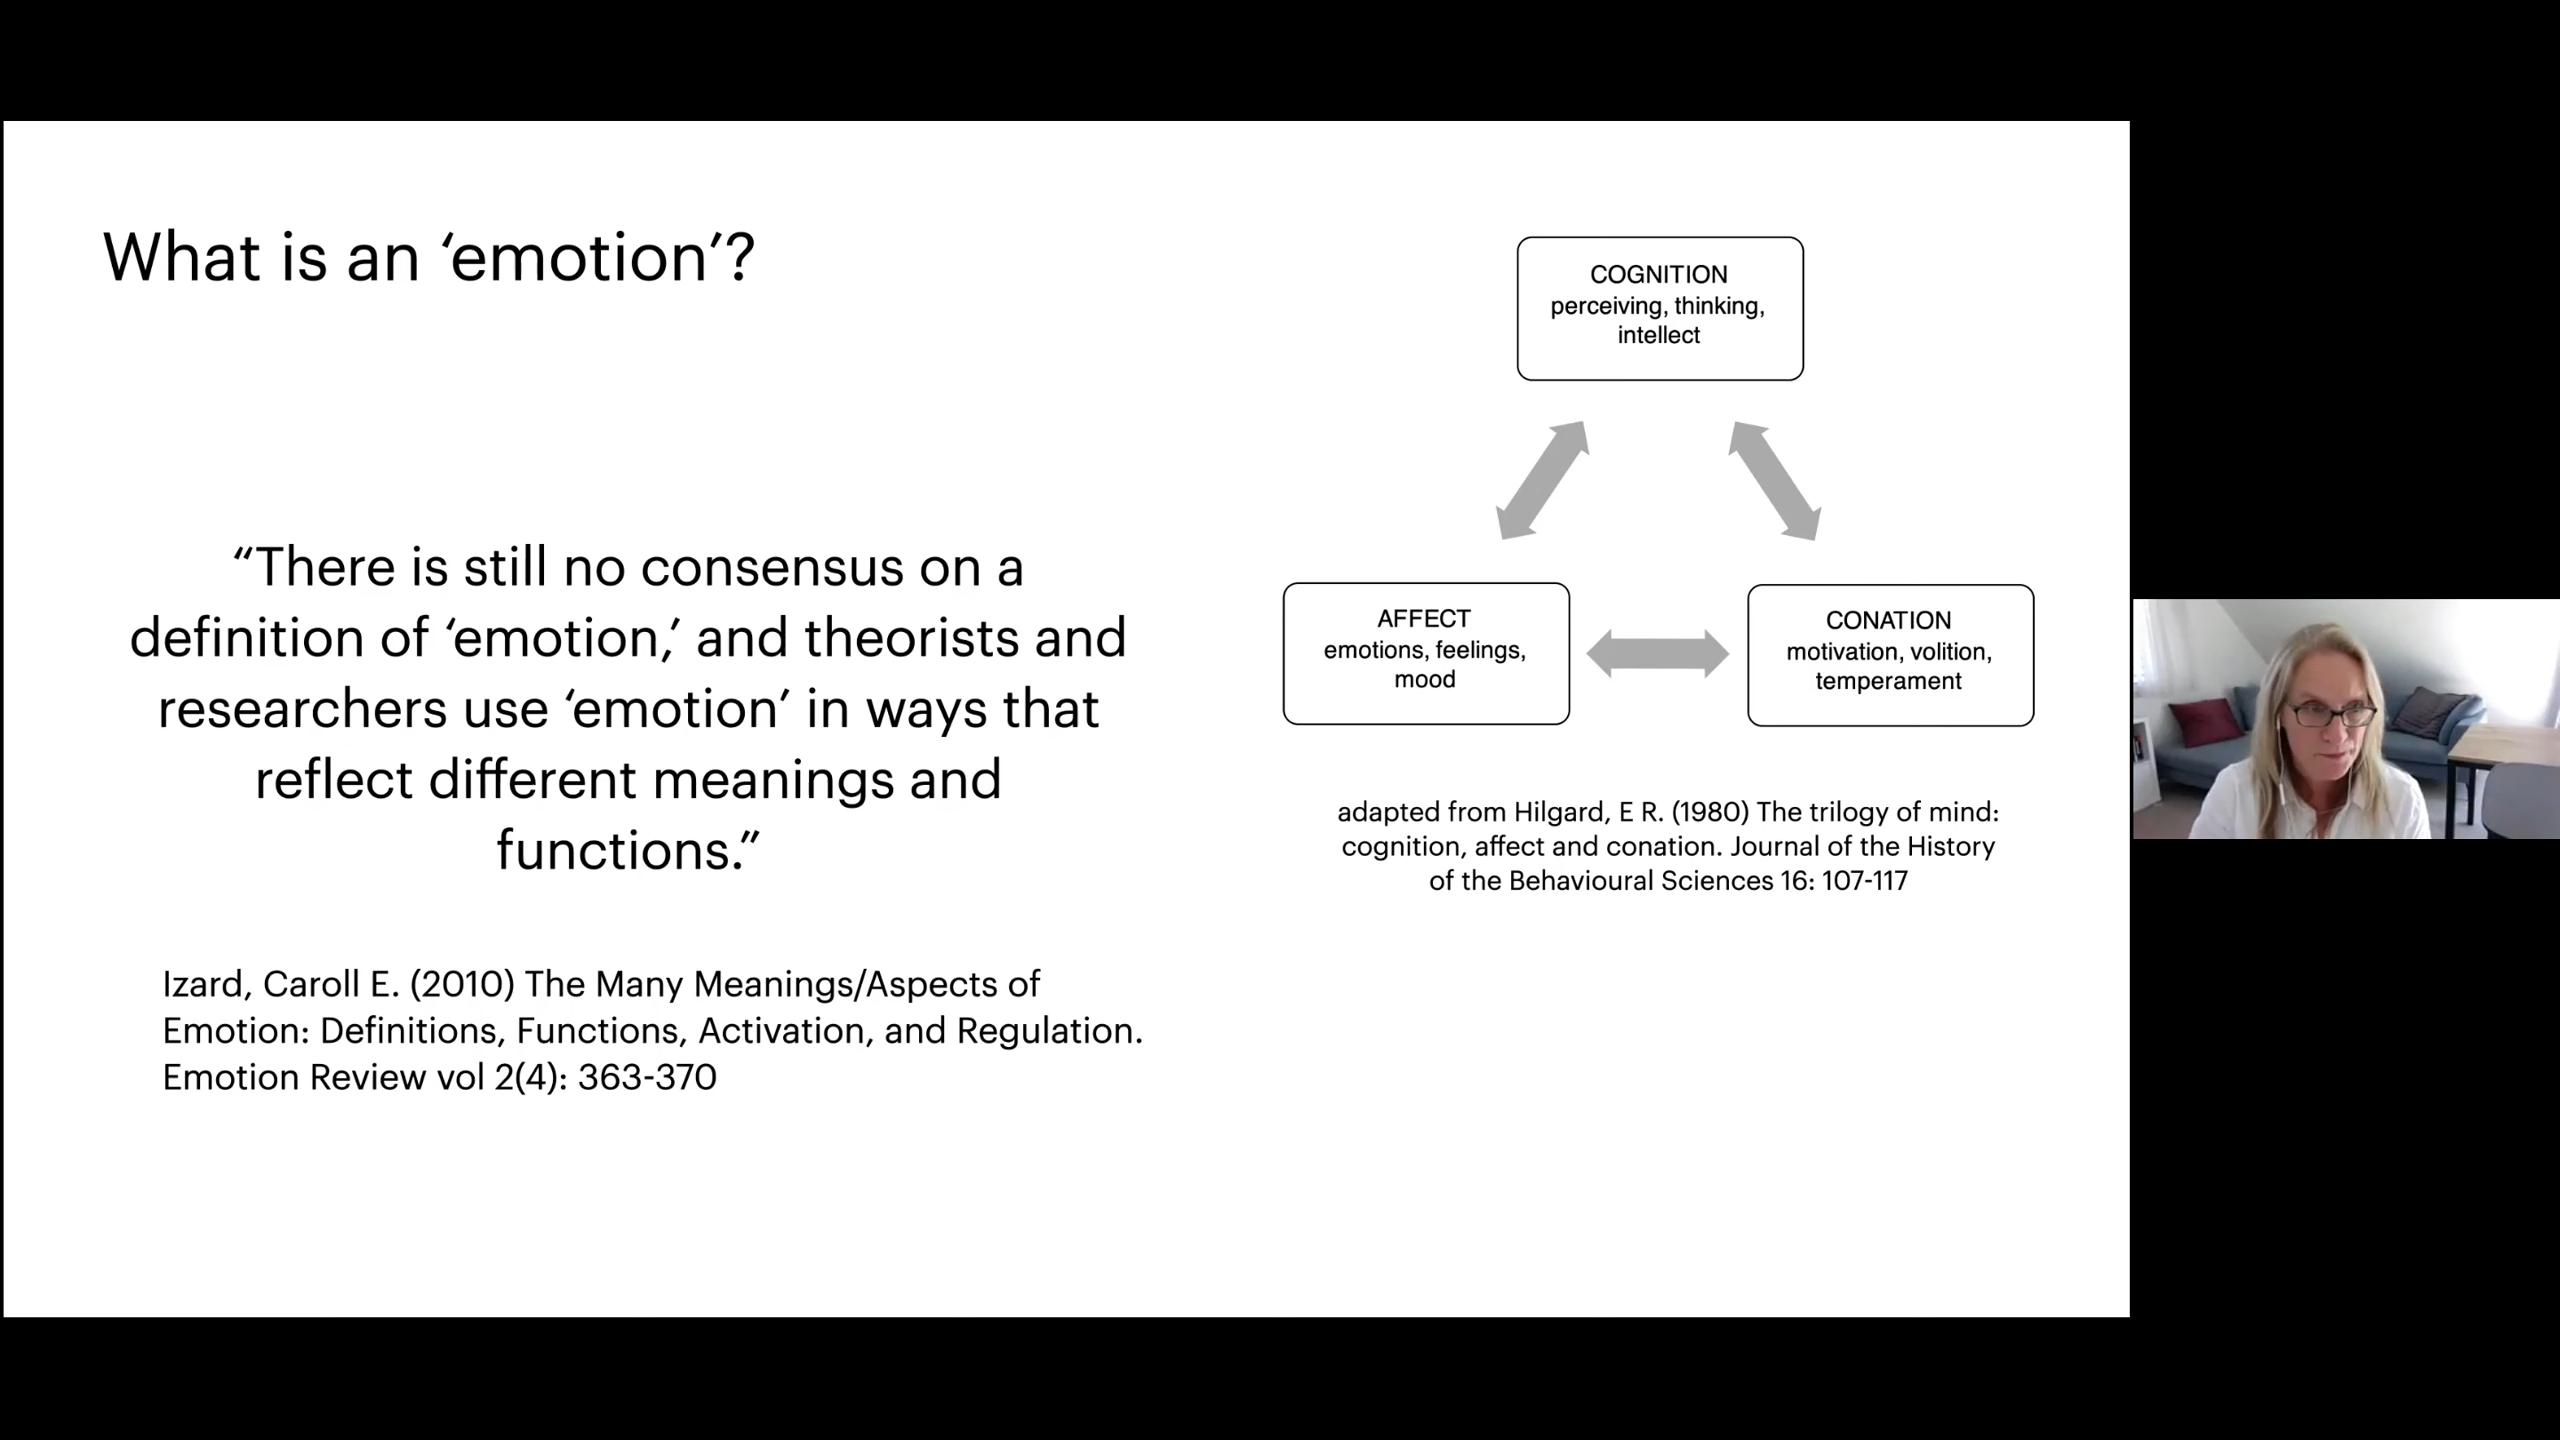 What is an ‘emotion’?
“There is still no consensus on a
definition of ‘emotion,’ and theorists and
researchers use ‘emotion’ in ways that
reflect different meanings and
functions.”
Izard, Caroll E. (2010) The Many Meanings/Aspects of
Emotion: Definitions, Functions, Activation, and Regulation.
Emotion Review vol 2(4): 363-370
COGNITION
perceiving, thinking,
intellect
AFFECT
emotions, feelings,
mood
CONATION
motivation, volition,
temperament
adapted from Hilgard, E R. (1980) The trilogy of mind:
cognition, affect and conation. Journal of the History
of the Behavioural Sciences 16: 107-117